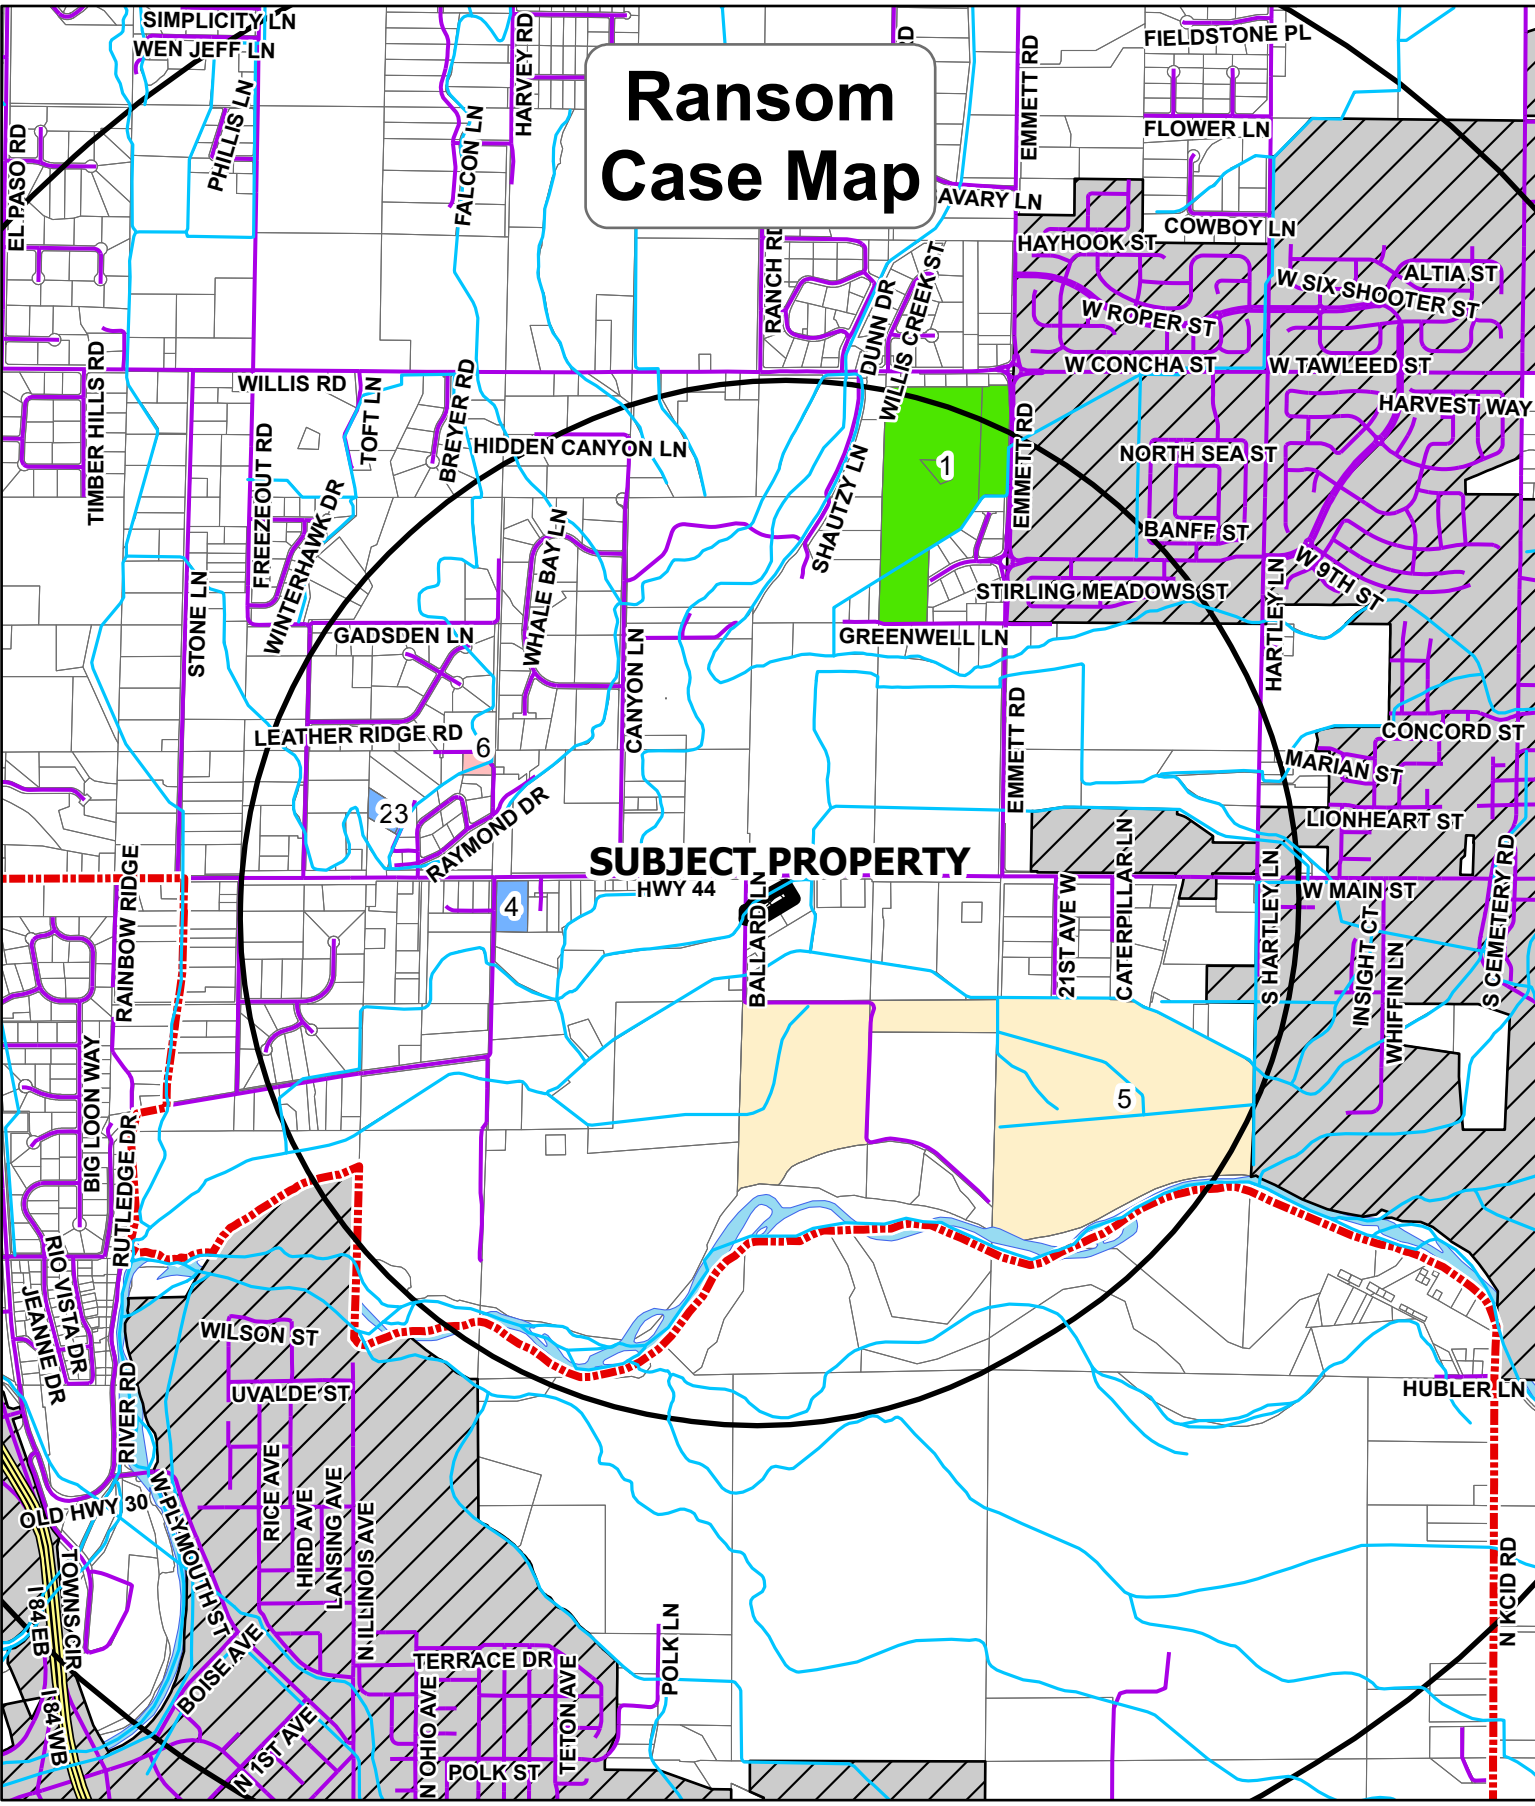 SIMPLICITY LN
WEN JEFF LN
PHILLIS LN
EL PASO RD
FALCON LN
HARVEY RD
Ransom
Case Map
RD
EMMETT RD
FIELDSTONE PL
FLOWER LN
AVARY LN
COWBOY LN
HAYHOOK ST
ALTIA ST
W SIX SHOOTER ST
W ROPER ST
RANCH RD
DUNN DR
WILLIS CREEK ST
W CONCHA ST
W TAWLEED ST
TIMBER HILLS RD
WILLIS RD
TOFT LN
BREYER RD
HARVEST WAY
HIDDEN CANYON LN
NORTH SEA ST
1
EMMETT RD
FREEZEOUT RD
WINTERHAWK DR
SHAUTZY LN
BANFF ST
W 9TH ST
WHALE BAY LN
STIRLING MEADOWS ST
STONE LN
GADSDEN LN
GREENWELL LN
HARTLEY LN
CANYON LN
LEATHER RIDGE RD
6
EMMETT RD
CONCORD ST
MARIAN ST
23
RAYMOND DR
LIONHEART ST
SUBJECT PROPERTY
HWY 44
CATERPILLAR LN
W MAIN ST
RAINBOW RIDGE
4
BALLARD LN
21ST AVE W
S HARTLEY LN
INSIGHT CT
WHIFFIN LN
S CEMETERY RD
BIG LOON WAY
5
RUTLEDGE DR
RIO VISTA DR
JEANNE DR
WILSON ST
UVALDE ST
HUBLER LN
RIVER RD
OLD HWY 30
W PLYMOUTH ST
RICE AVE
HIRD AVE
LANSING AVE
N ILLINOIS AVE
TOWNS CIR
I 84 EB
I 84 WB
BOISE AVE
N 1ST AVE
TERRACE DR
N OHIO AVE
TETON AVE
POLK ST
POLK LN
N KCID RD